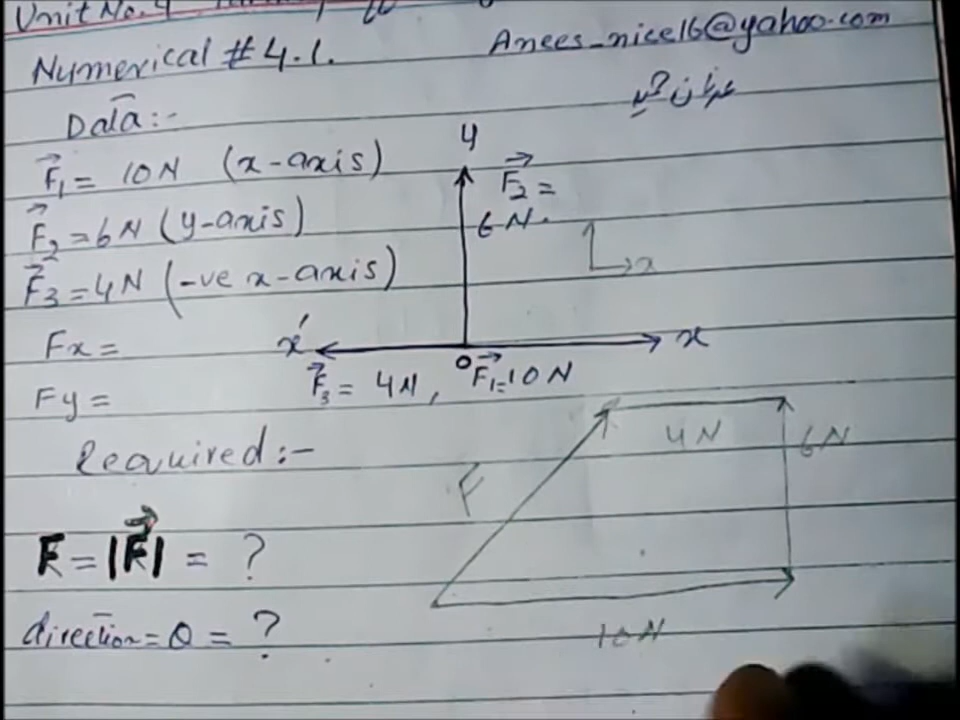 Unit No. 4
Numerical # 4.1.
Anees_nice16@yahoo.com
Data:-
F₁ = 10N (x-axis)
F₂ = 6N (y-axis)
F₃ = 4N (-ve x-axis)
Fx =
Fy =
Required:-
F = |F| = ?
direction = θ = ?
y
F₂ =
6N.
x
x'
x
O
F₃ = 4N, F₁ = 10N
4N
6N
F
10N